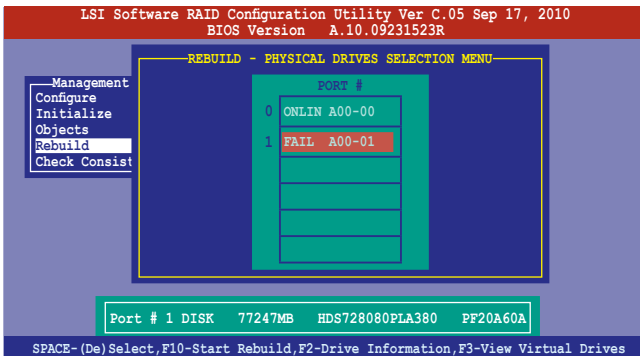 LSI Software RAID Configuration Utility Ver C.05 Sep 17, 2010
BIOS Version A.10.09231523R
REBUILD - PHYSICAL DRIVES SELECTION MENU
Management
Configure
Initialize
Objects
Rebuild
Check Consist
PORT #
0 ONLIN A00-00
1 FAIL A00-01
Port # 1 DISK 77247MB HDS728080PLA380 PF20A60A
SPACE-(De)Select,F10-Start Rebuild,F2-Drive Information,F3-View Virtual Drives